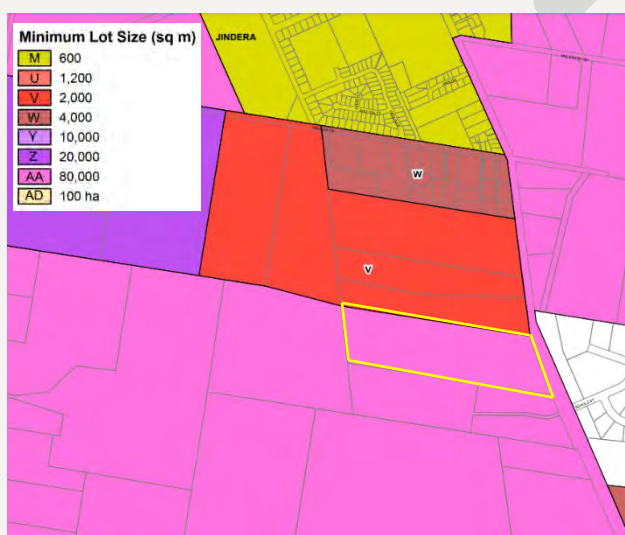 Minimum Lot Size (sq m)
M 600
U 1,200
V 2,000
W 4,000
Y 10,000
Z 20,000
AA 80,000
AD 100 ha
JINDERA
W
V